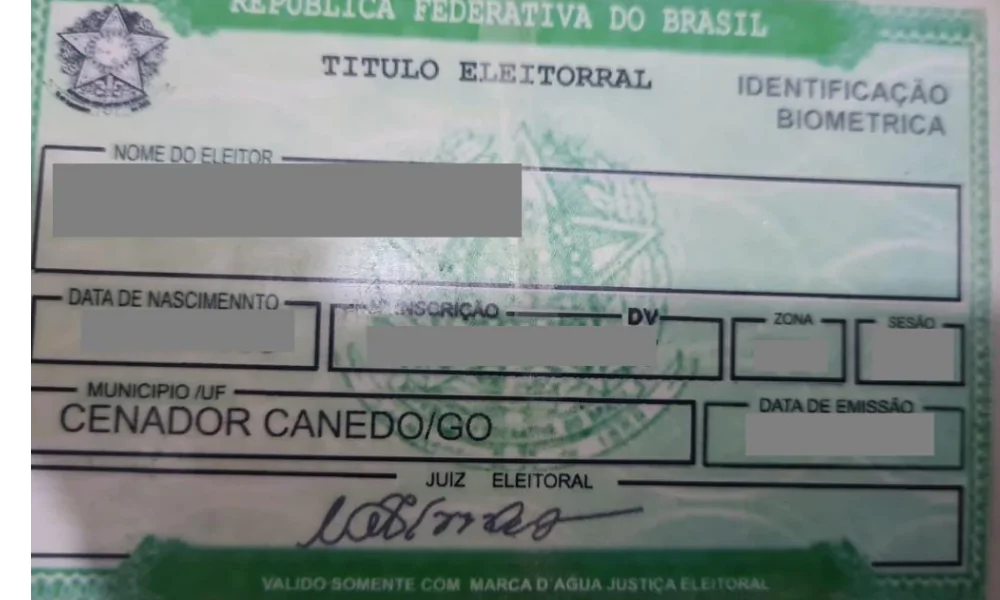 REPÚBLICA FEDERATIVA DO BRASIL
TITULO ELEITORRAL
IDENTIFICAÇÃO
BIOMETRICA
NOME DO ELEITOR
DATA DE NASCIMENNTO
INSCRIÇÃO DV
ZONA
SESÃO
MUNICIPIO /UF
CENADOR CANEDO/GO
DATA DE EMISSÃO
JUIZ ELEITORAL
VALIDO SOMENTE COM MARCA D AGUA JUSTIÇA ELEITORAL